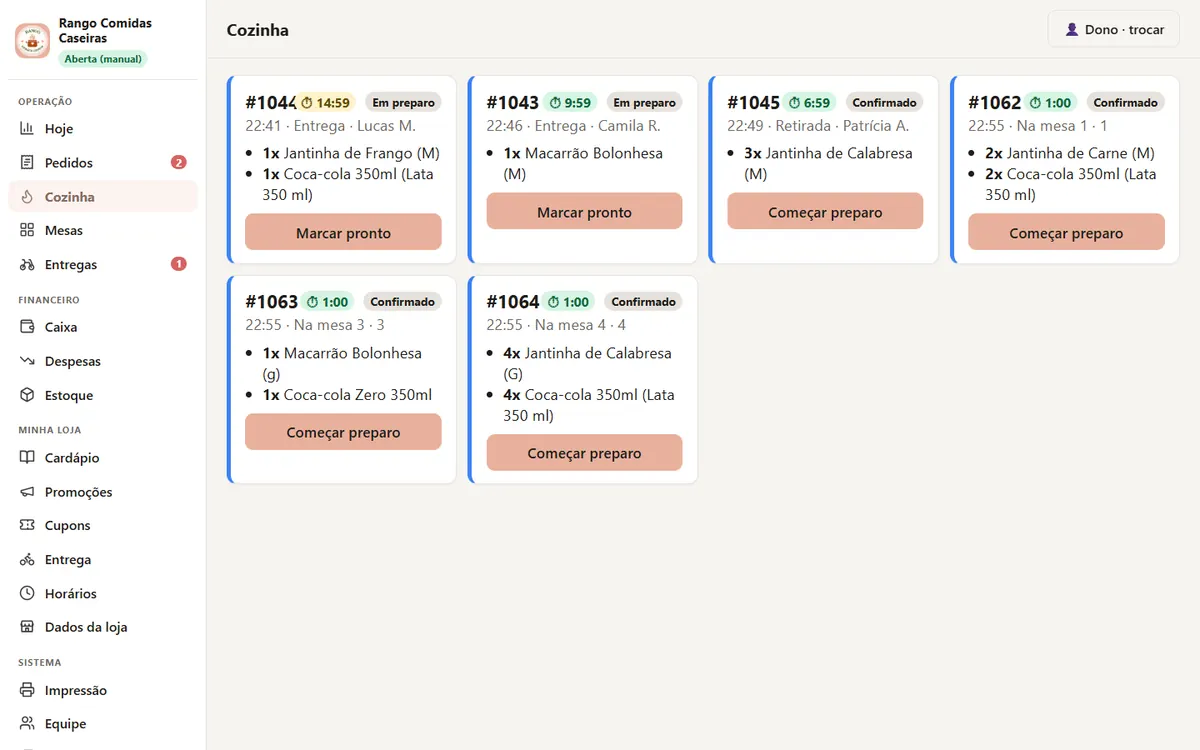 Rango Comidas
Caseiras
Aberta (manual)
OPERAÇÃO
Hoje
Pedidos 2
Cozinha
Mesas
Entregas 1
FINANCEIRO
Caixa
Despesas
Estoque
MINHA LOJA
Cardápio
Promoções
Cupons
Entrega
Horários
Dados da loja
SISTEMA
Impressão
Equipe
Cozinha
Dono · trocar
#1044 14:59 Em preparo
22:41 · Entrega · Lucas M.
1x Jantinha de Frango (M)
1x Coca-cola 350ml (Lata
350 ml)
Marcar pronto
#1043 9:59 Em preparo
22:46 · Entrega · Camila R.
1x Macarrão Bolonhesa
(M)
Marcar pronto
#1045 6:59 Confirmado
22:49 · Retirada · Patrícia A.
3x Jantinha de Calabresa
(M)
Começar preparo
#1062 1:00 Confirmado
22:55 · Na mesa 1 · 1
2x Jantinha de Carne (M)
2x Coca-cola 350ml (Lata
350 ml)
Começar preparo
#1063 1:00 Confirmado
22:55 · Na mesa 3 · 3
1x Macarrão Bolonhesa
(g)
1x Coca-cola Zero 350ml
Começar preparo
#1064 1:00 Confirmado
22:55 · Na mesa 4 · 4
4x Jantinha de Calabresa
(G)
4x Coca-cola 350ml (Lata
350 ml)
Começar preparo